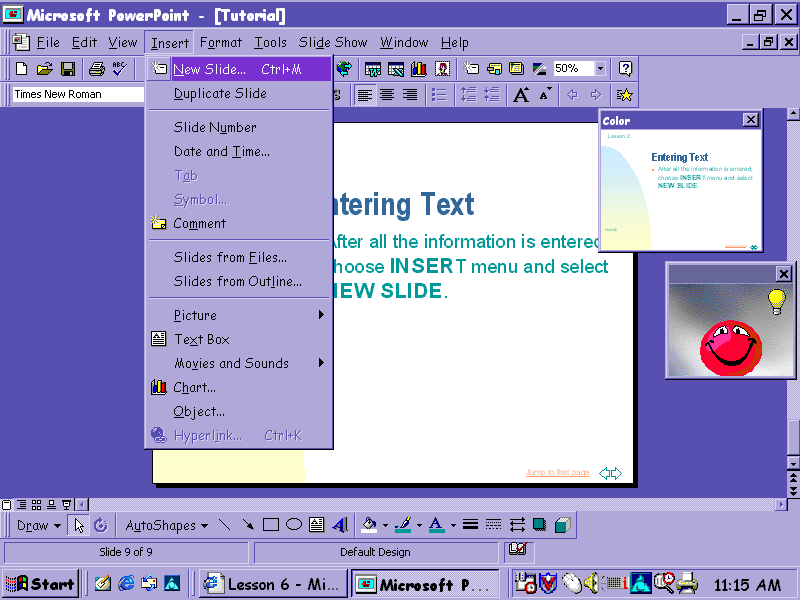 Microsoft PowerPoint - [Tutorial]
File Edit View Insert Format Tools Slide Show Window Help
ABC
50%
Times New Roman
New Slide... Ctrl+M
Duplicate Slide
Slide Number
Date and Time...
Tab
Symbol...
Comment
Slides from Files...
Slides from Outline...
Picture
Text Box
Movies and Sounds
Chart...
Object...
Hyperlink... Ctrl+K
ntering Text
fter all the information is entered
hoose INSERT menu and select
EW SLIDE.
Jump to first page
Color
Lesson 2
Entering Text
After all the information is entered,
choose INSERT menu and select
NEW SLIDE.
Draw AutoShapes
Slide 9 of 9 Default Design
Start Lesson 6 - Mi... Microsoft P... 11:15 AM